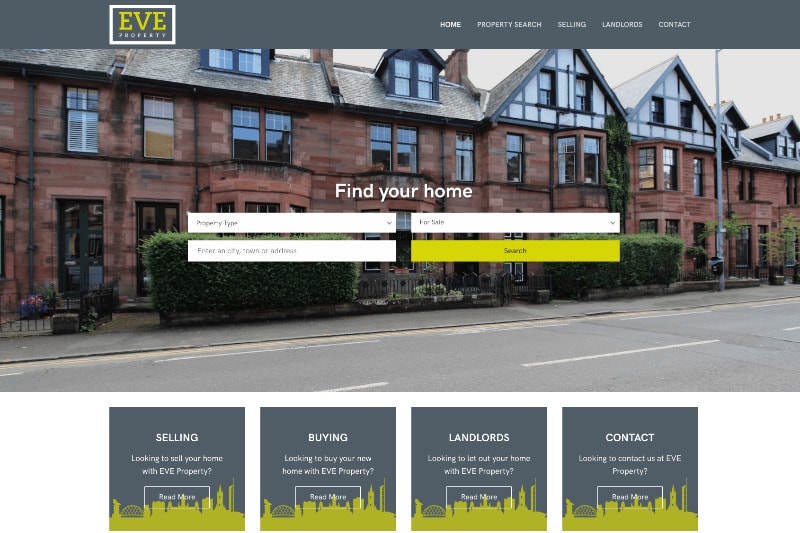 EVE
PROPERTY
HOME
PROPERTY SEARCH
SELLING
LANDLORDS
CONTACT
Find your home
Property Type
For Sale
Enter an city, town or address
Search
SELLING
Looking to sell your home
with EVE Property?
Read More
BUYING
Looking to buy your new
home with EVE Property?
Read More
LANDLORDS
Looking to let out your home
with EVE Property?
Read More
CONTACT
Looking to contact us at EVE
Property?
Read More